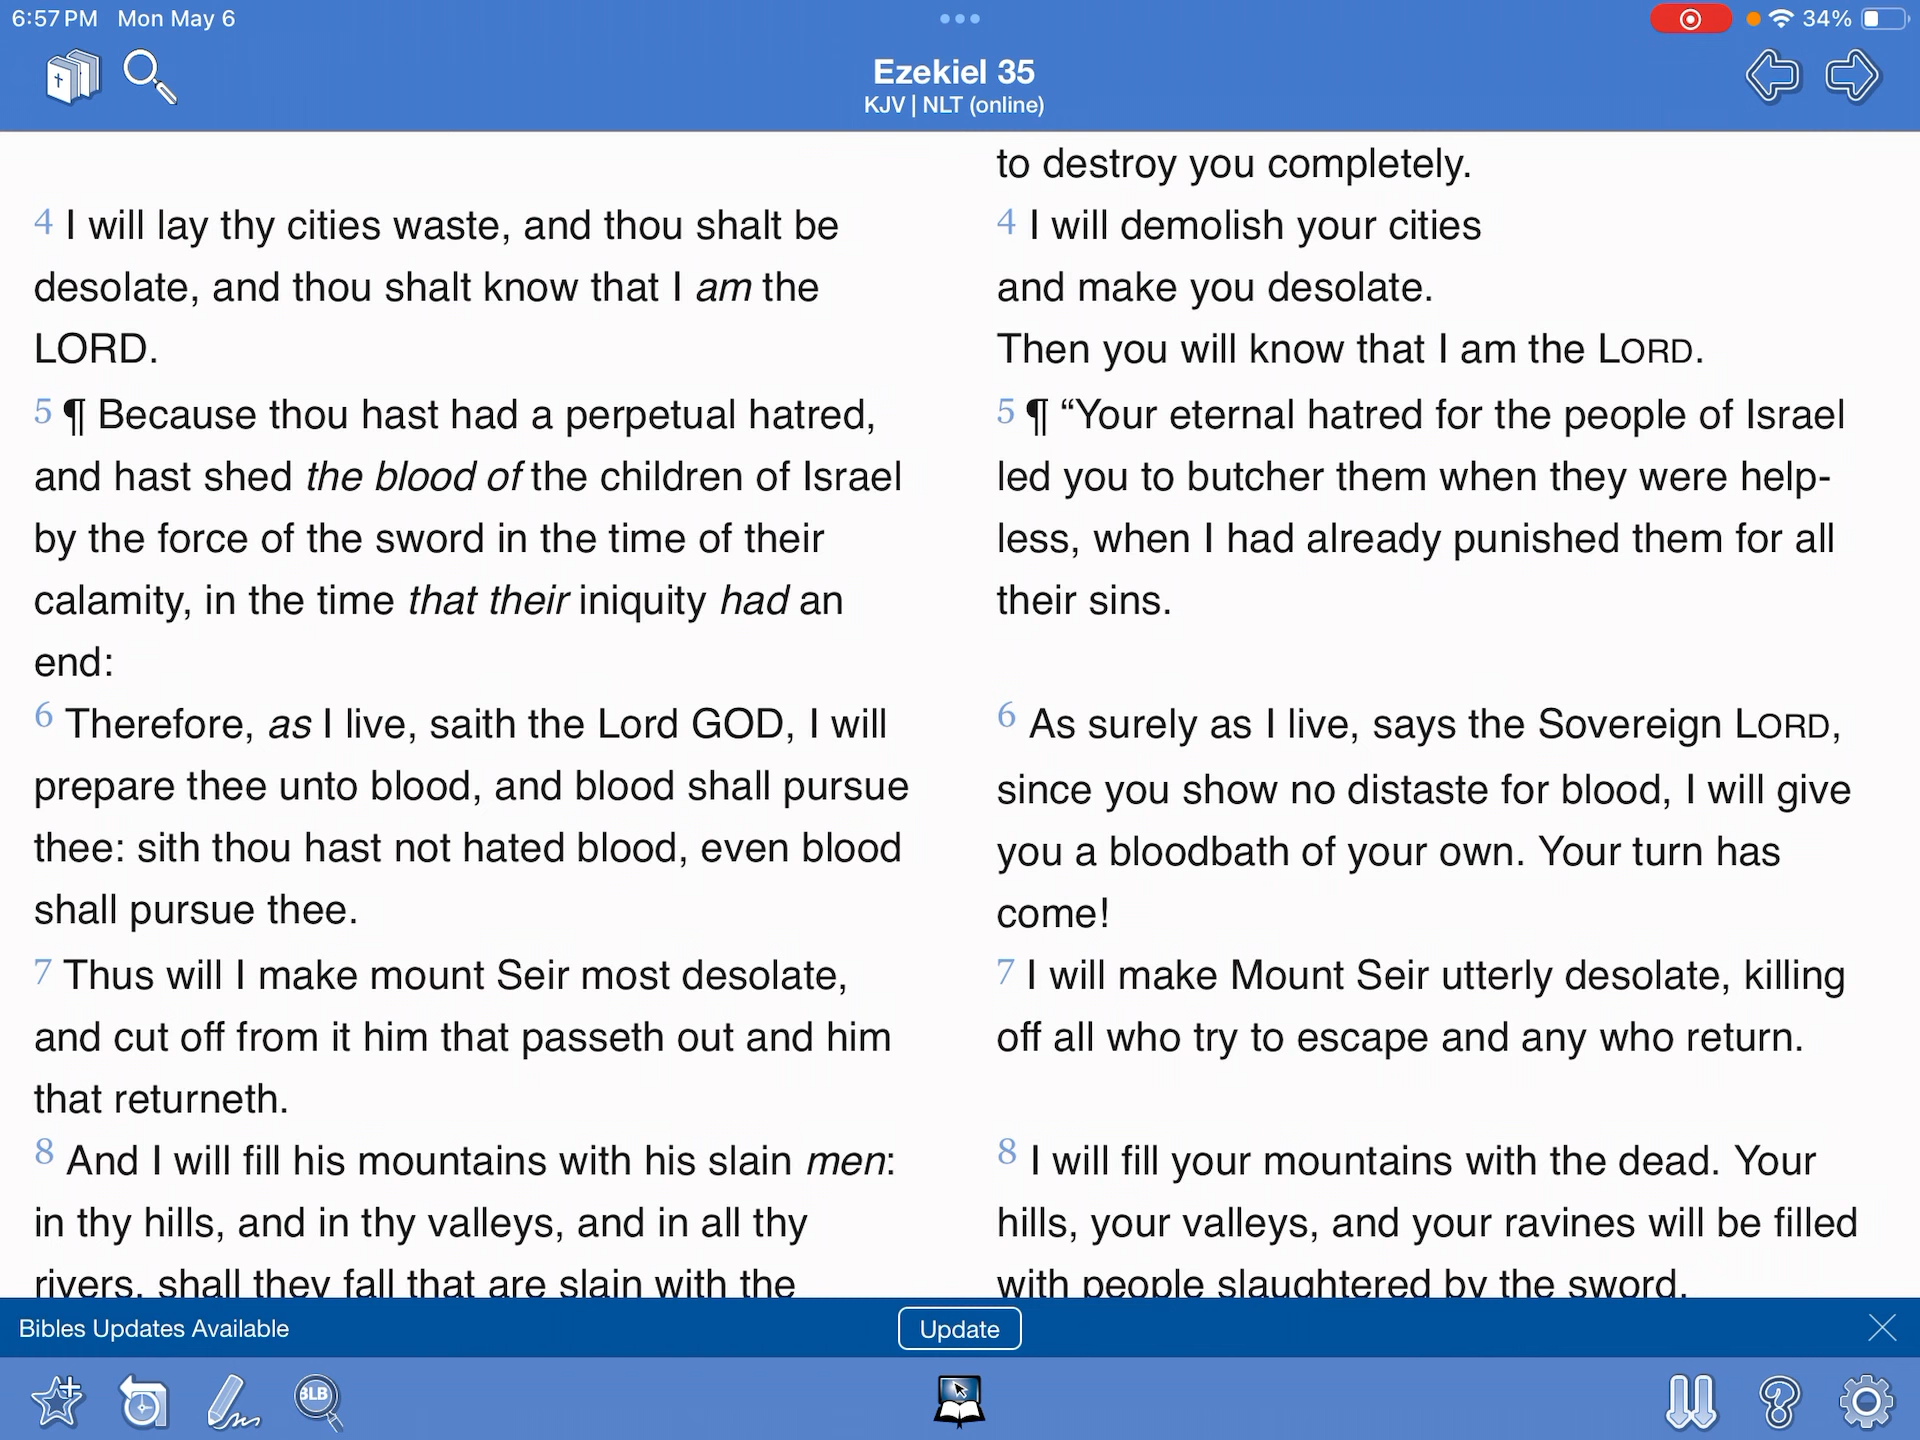 6:57 PM Mon May 6
34%
Ezekiel 35
KJV | NLT (online)
4 I will lay thy cities waste, and thou shalt be
desolate, and thou shalt know that I am the
LORD.
5 ¶ Because thou hast had a perpetual hatred,
and hast shed the blood of the children of Israel
by the force of the sword in the time of their
calamity, in the time that their iniquity had an
end:
6 Therefore, as I live, saith the Lord GOD, I will
prepare thee unto blood, and blood shall pursue
thee: sith thou hast not hated blood, even blood
shall pursue thee.
7 Thus will I make mount Seir most desolate,
and cut off from it him that passeth out and him
that returneth.
8 And I will fill his mountains with his slain men:
in thy hills, and in thy valleys, and in all thy
rivers, shall they fall that are slain with the
to destroy you completely.
4 I will demolish your cities
and make you desolate.
Then you will know that I am the LORD.
5 ¶ “Your eternal hatred for the people of Israel
led you to butcher them when they were help-
less, when I had already punished them for all
their sins.
6 As surely as I live, says the Sovereign LORD,
since you show no distaste for blood, I will give
you a bloodbath of your own. Your turn has
come!
7 I will make Mount Seir utterly desolate, killing
off all who try to escape and any who return.
8 I will fill your mountains with the dead. Your
hills, your valleys, and your ravines will be filled
with people slaughtered by the sword.
Bibles Updates Available
Update
BLB